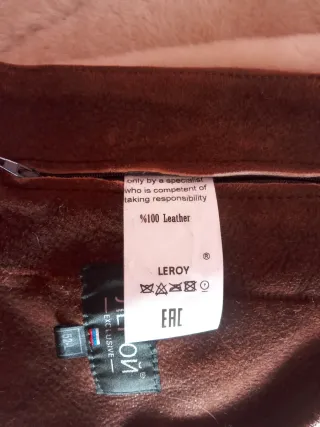 only by a specialist
who is competent of
taking responsibility
%100 Leather
LEROY
®
EAC
EXCLUSIVE